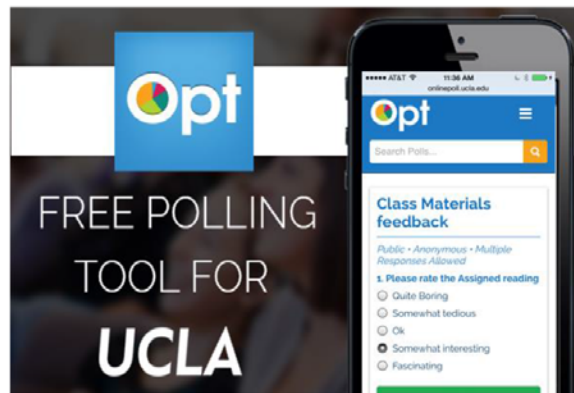 Opt
FREE POLLING
TOOL FOR
UCLA
AT&T 11:36 AM
onlinepoll.ucla.edu
Opt
Search Polls...
Class Materials
feedback
Public • Anonymous • Multiple
Responses Allowed
1. Please rate the Assigned reading
Quite Boring
Somewhat tedious
Ok
Somewhat interesting
Fascinating